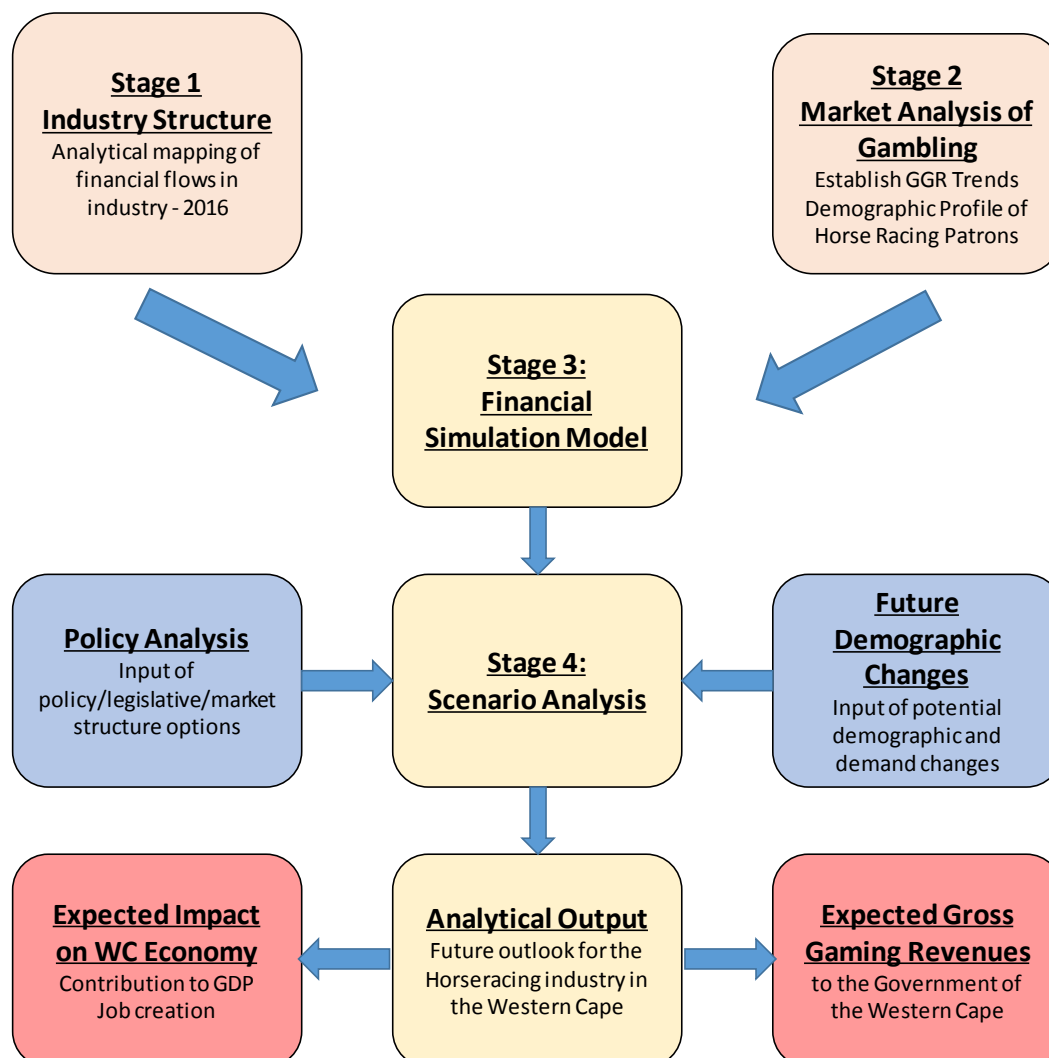 Stage 1
Industry Structure
Analytical mapping of
financial flows in
industry - 2016
Stage 2
Market Analysis of
Gambling
Establish GGR Trends
Demographic Profile of
Horse Racing Patrons
Stage 3:
Financial
Simulation Model
Policy Analysis
Input of
policy/legislative/market
structure options
Stage 4:
Scenario Analysis
Future
Demographic
Changes
Input of potential
demographic and
demand changes
Expected Impact
on WC Economy
Contribution to GDP
Job creation
Analytical Output
Future outlook for the
Horseracing industry in
the Western Cape
Expected Gross
Gaming Revenues
to the Government of
the Western Cape